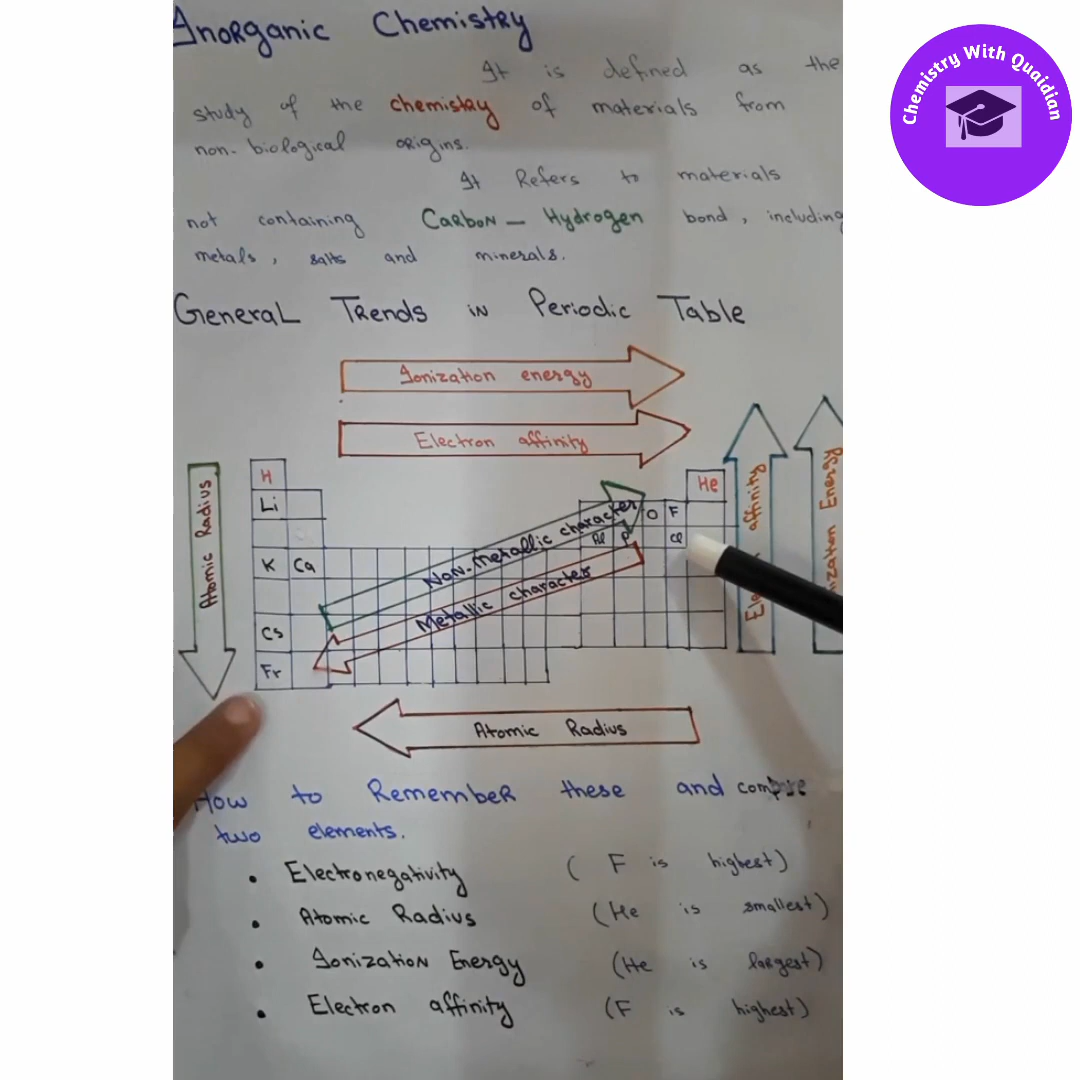 Inorganic Chemistry
Chemistry With Quaidian
It is defined as the
study of the chemistry of materials from
non-biological origins.
It Refers to materials
not containing Carbon - Hydrogen bond, including
metals, salts and minerals.
General Trends in Periodic Table
Ionization energy
Electron affinity
Atomic Radius
H
He
Li
O F
Al P Cl
K Ca
Cs
Fr
Non-metallic character
Metallic character
affinity
Energy
Atomic Radius
How to Remember these and compare
two elements.
• Electronegativity ( F is highest)
• Atomic Radius (He is smallest)
• Ionization Energy (He is largest)
• Electron affinity (F is highest)